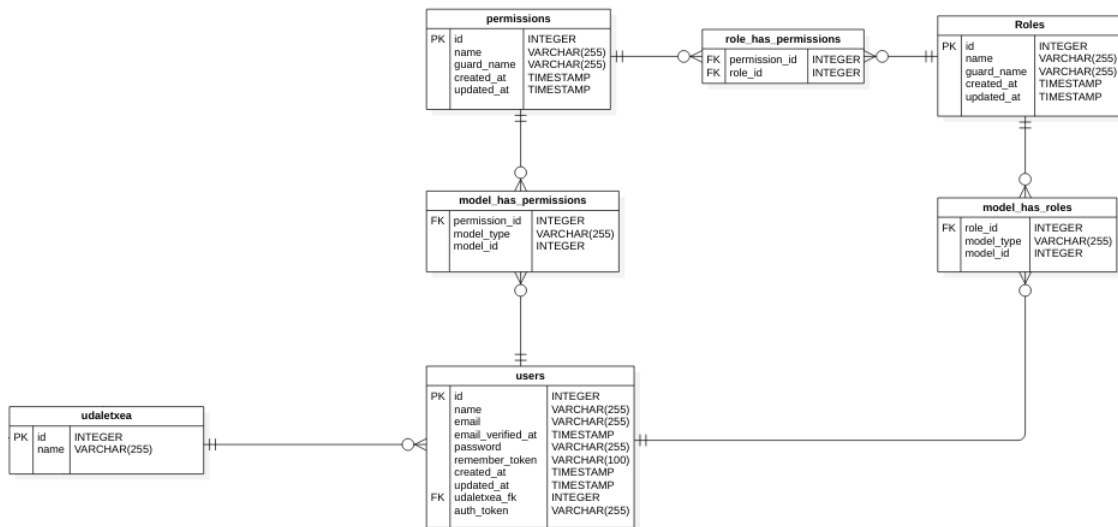 permissions
PK id INTEGER
name VARCHAR(255)
guard_name VARCHAR(255)
created_at TIMESTAMP
updated_at TIMESTAMP
role_has_permissions
FK permission_id INTEGER
FK role_id INTEGER
Roles
PK id INTEGER
name VARCHAR(255)
guard_name VARCHAR(255)
created_at TIMESTAMP
updated_at TIMESTAMP
model_has_permissions
FK permission_id INTEGER
model_type VARCHAR(255)
model_id INTEGER
model_has_roles
FK role_id INTEGER
model_type VARCHAR(255)
model_id INTEGER
udaletxea
PK id INTEGER
name VARCHAR(255)
users
PK id INTEGER
name VARCHAR(255)
email VARCHAR(255)
email_verified_at TIMESTAMP
password VARCHAR(255)
remember_token VARCHAR(100)
created_at TIMESTAMP
updated_at TIMESTAMP
FK udaletxea_fk INTEGER
auth_token VARCHAR(255)